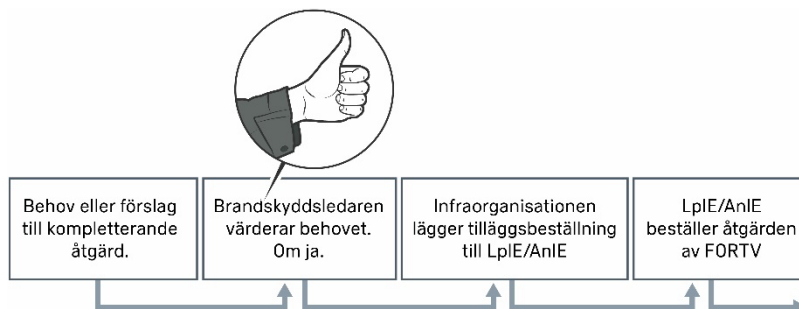 Behov eller förslag
till kompletterande
åtgärd.
Brandskyddsledaren
värderar behovet.
Om ja.
Infraorganisationen
lägger tilläggsbeställning
till LplE/AnlE
LplE/AnlE
beställer åtgärden
av FORTV